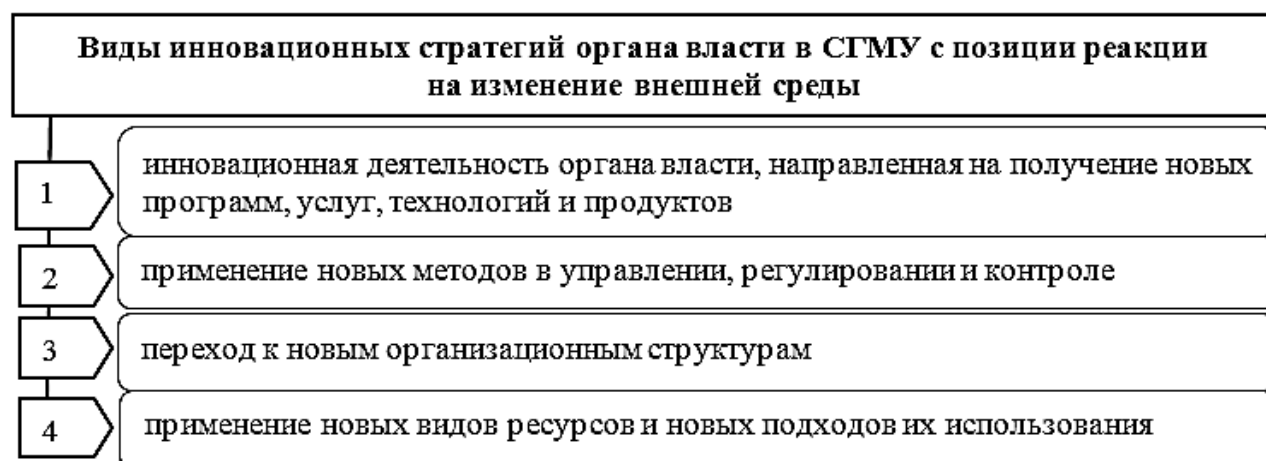 Виды инновационных стратегий органа власти в СГМУ с позиции реакции
на изменение внешней среды
1
инновационная деятельность органа власти, направленная на получение новых
программ, услуг, технологий и продуктов
2
применение новых методов в управлении, регулировании и контроле
3
переход к новым организационным структурам
4
применение новых видов ресурсов и новых подходов их использования